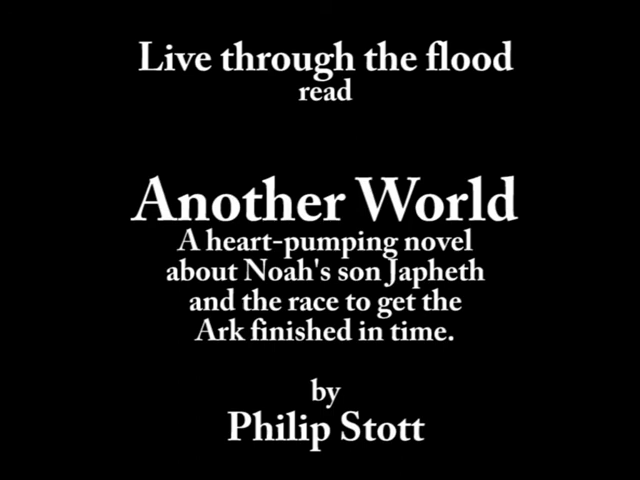 Live through the flood
read
Another World
A heart-pumping novel
about Noah's son Japheth
and the race to get the
Ark finished in time.
by
Philip Stott